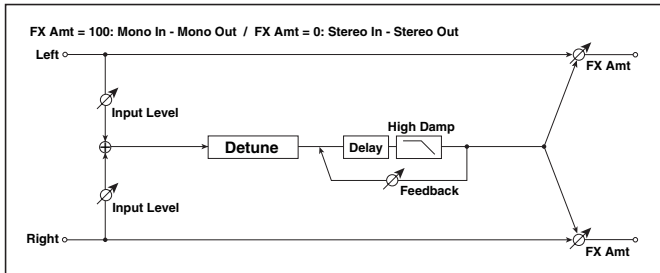 FX Amt = 100: Mono In - Mono Out / FX Amt = 0: Stereo In - Stereo Out
Left
FX Amt
Input Level
High Damp
Detune
Delay
Feedback
Input Level
Right
FX Amt